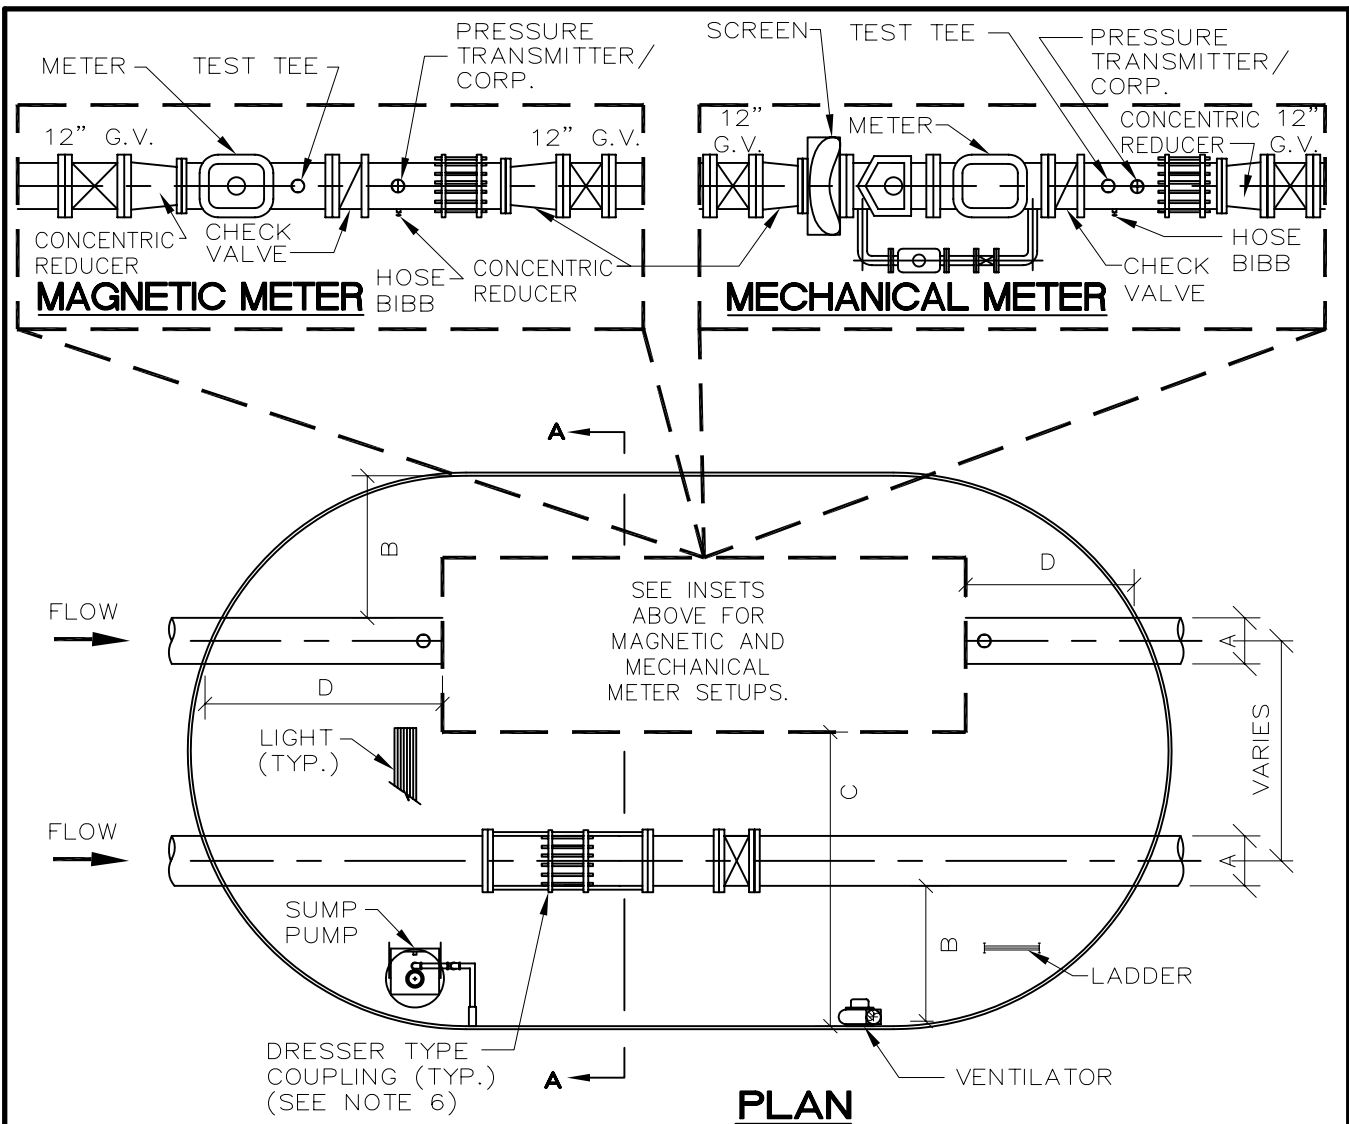 METER
TEST TEE
PRESSURE
TRANSMITTER/
CORP.
12" G.V.
12" G.V.
CONCENTRIC
REDUCER
CHECK
VALVE
HOSE
BIBB
CONCENTRIC
REDUCER
MAGNETIC METER
SCREEN
TEST TEE
PRESSURE
TRANSMITTER/
CORP.
12"
G.V.
METER
CONCENTRIC
REDUCER
12"
G.V.
HOSE
BIBB
CHECK
VALVE
MECHANICAL METER
A
B
D
SEE INSETS
ABOVE FOR
MAGNETIC AND
MECHANICAL
METER SETUPS.
FLOW
A
D
LIGHT
(TYP.)
C
VARIES
FLOW
A
SUMP
PUMP
B
LADDER
DRESSER TYPE
COUPLING (TYP.)
(SEE NOTE 6)
A
VENTILATOR
PLAN